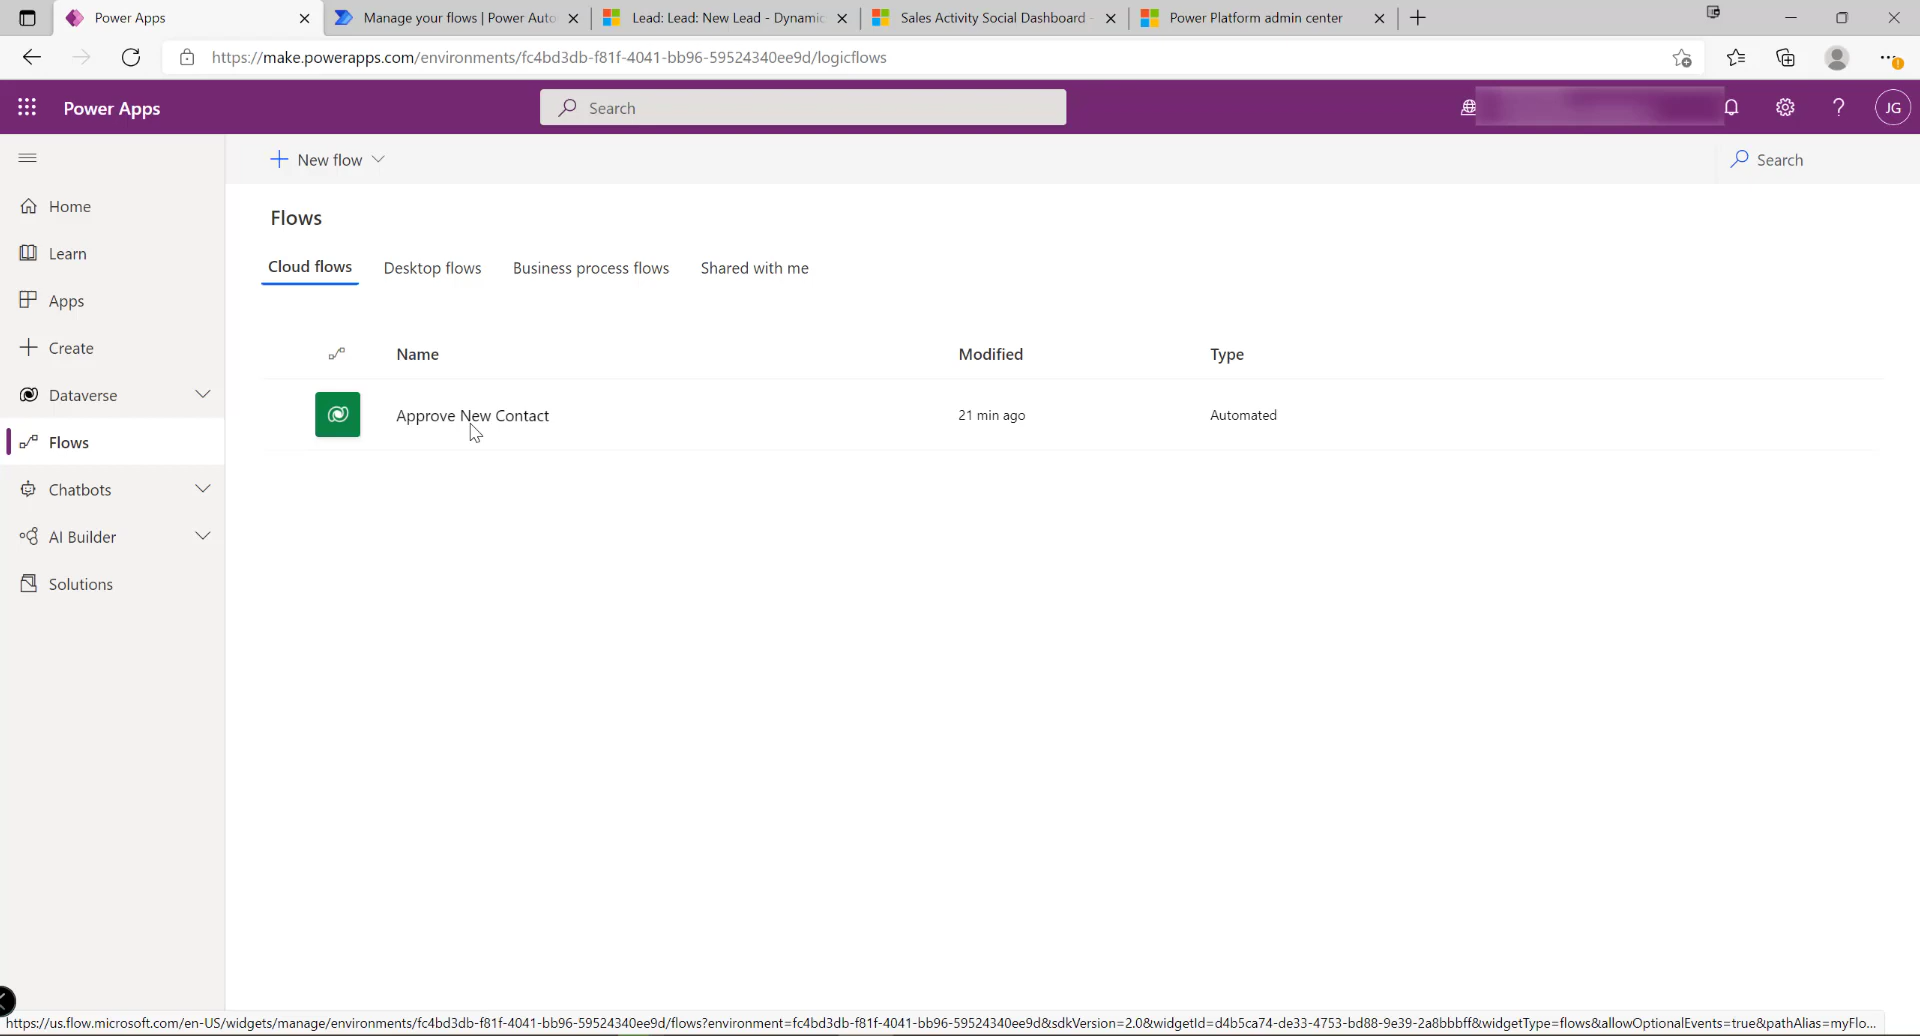 Power Apps
Manage your flows | Power Auto
Lead: Lead: New Lead - Dynamic
Sales Activity Social Dashboard -
Power Platform admin center
https://make.powerapps.com/environments/fc4bd3db-f81f-4041-bb96-59524340ee9d/logicflows
Power Apps
Search
?
JG
New flow
Search
Home
Learn
Apps
Create
Dataverse
Flows
Chatbots
AI Builder
Solutions
Flows
Cloud flows
Desktop flows
Business process flows
Shared with me
Name
Modified
Type
Approve New Contact
21 min ago
Automated
https://us.flow.microsoft.com/en-US/widgets/manage/environments/fc4bd3db-f81f-4041-bb96-59524340ee9d/flows?environment=fc4bd3db-f81f-4041-bb96-59524340ee9d&sdkVersion=2.0&widgetId=d4b5ca74-de33-4753-bd88-9e39-2a8bbbff&widgetType=flows&allowOptionalEvents=true&pathAlias=myFlo...